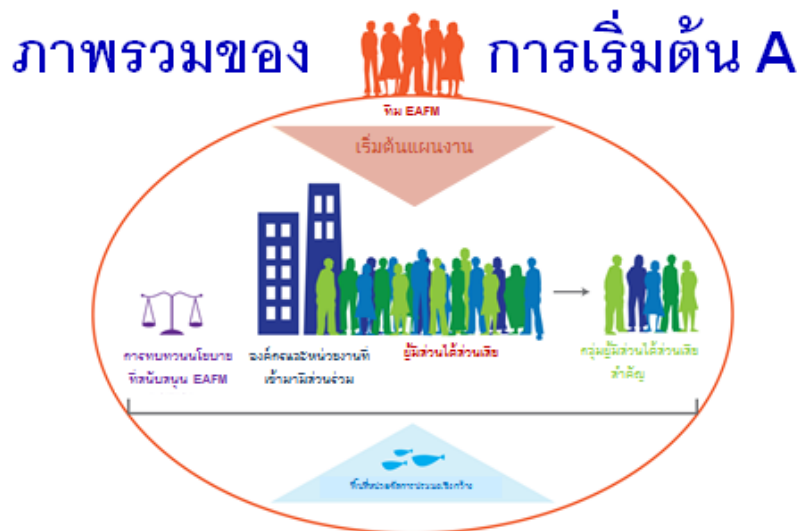 ภาพรวมของ การเริ่มต้น A
ทีม EAFM
เริ่มต้นแผนงาน
การทบทวนนโยบาย
ที่สนับสนุน EAFM
องค์กรและหน่วยงานที่
เข้ามามีส่วนร่วม
ผู้มีส่วนได้ส่วนเสีย
กลุ่มผู้มีส่วนได้ส่วนเสีย
สำคัญ